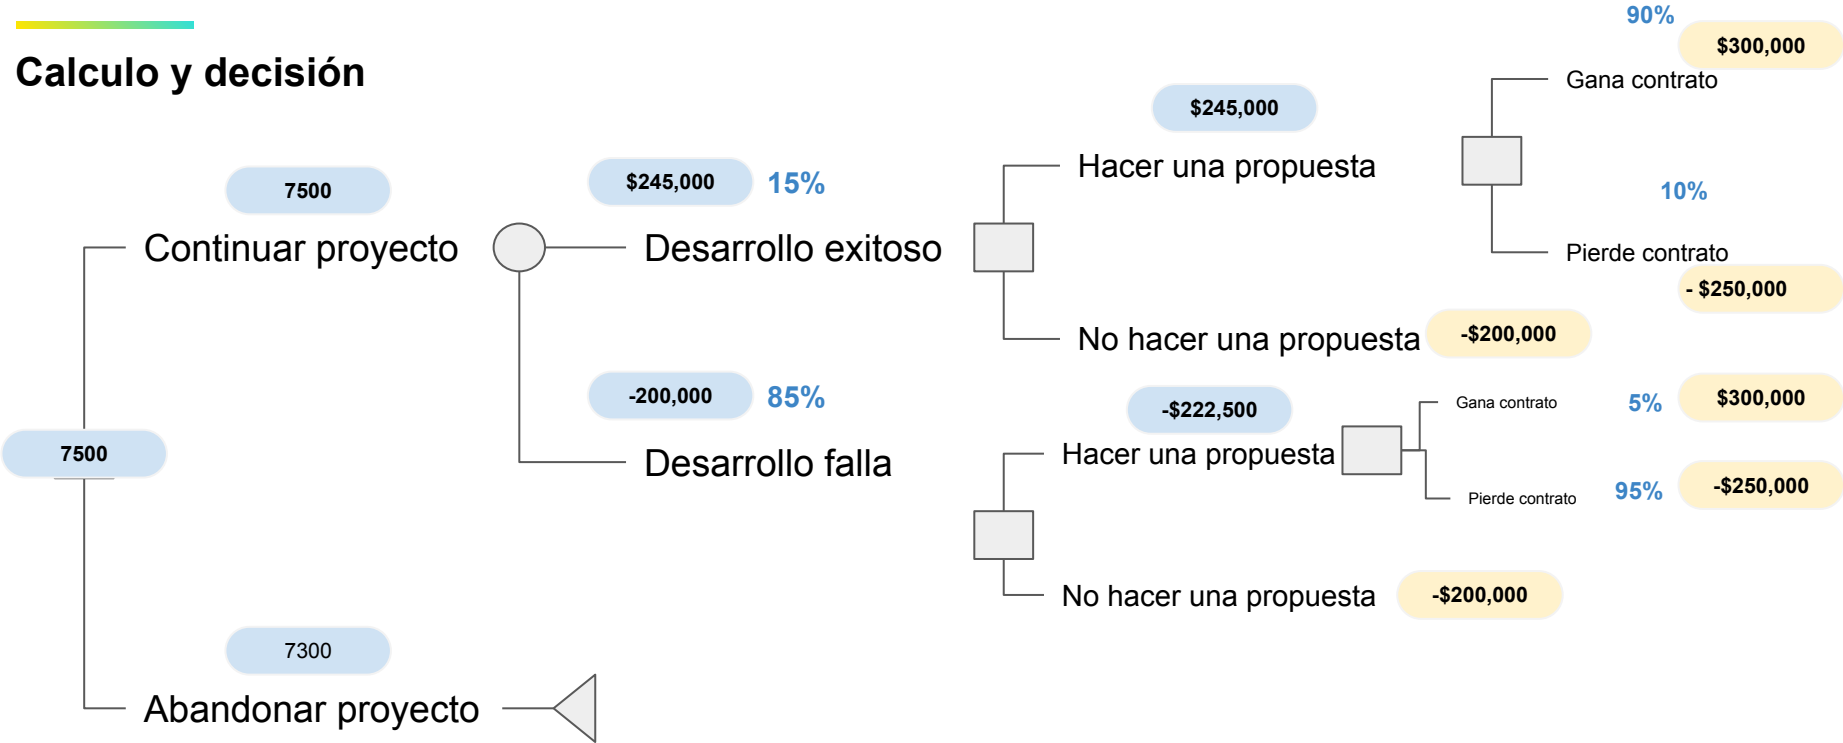 Calculo y decisión
90%
$300,000
Gana contrato
$245,000
Hacer una propuesta
10%
Pierde contrato
- $250,000
7500
Continuar proyecto
$245,000
15%
Desarrollo exitoso
No hacer una propuesta
-$200,000
-200,000
85%
Desarrollo falla
-$222,500
Hacer una propuesta
Gana contrato
5%
$300,000
Pierde contrato
95%
-$250,000
7500
No hacer una propuesta
-$200,000
7300
Abandonar proyecto